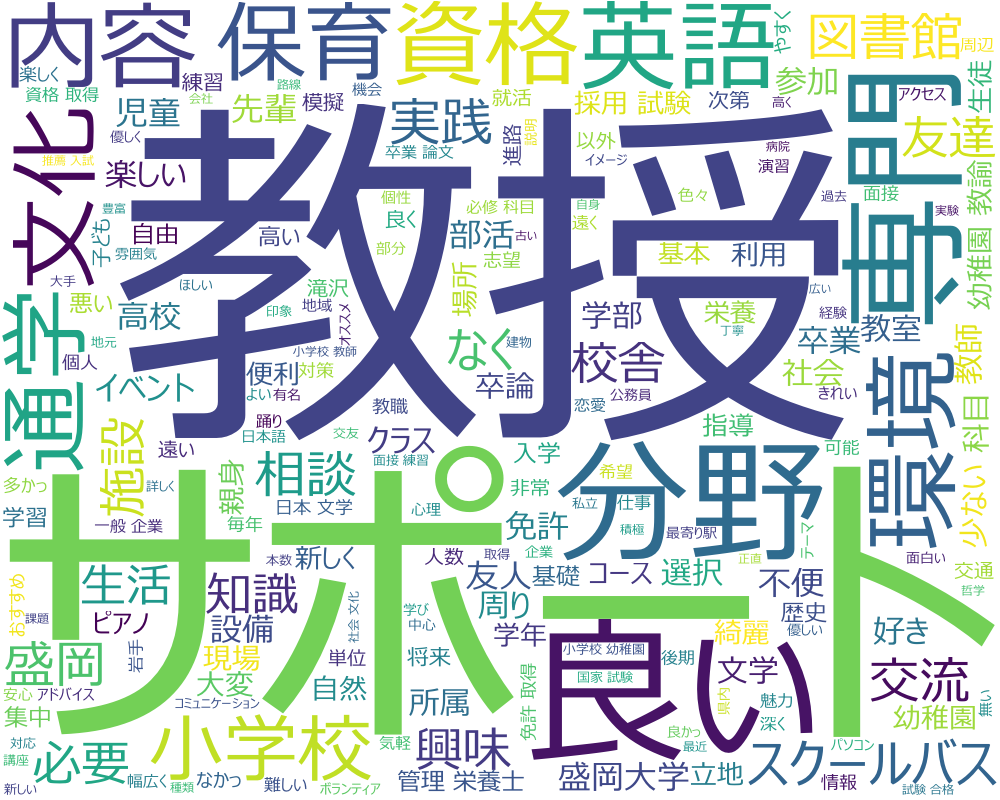 内容
保育
資格
英語
図書館
周辺
やすく
楽しく
資格 取得
練習
会社
路線
機会
就活
採用 試験
次第
高く
参加
アクセス
生徒
文化
優しく
推薦 入試
児童
先輩
模擬
実践
卒業 論文
進路
説明
以外
イメージ
病院
演習
専門
友達
楽しい
豊富
個性
必修 科目
自身
色々
過去
面接
実験
教諭
幼稚園
教授
子ども
雰囲気
自由
高い
良く
部分
部活
志望
古い
遠く
基本
利用
広い
大手
ほしい
滝沢
場所
通学
悪い
地元
高校
印象
地域
オススメ
小学校 教師
対策
なく
建物
学部
栄養
丁寧
経験
卒業
教室
環境
教師
個人
イベント
便利
よい
有名
教職
卒論
校舎
恋愛
公務員
社会
きれい
科目
施設
遠い
踊り
日本語
交友
クラス
面接 練習
入学
指導
可能
少ない
多かっ
詳しく
親身
相談
分野
希望
非常
私立
仕事
学習
一般 企業
毎年
日本 文学
心理
免許
企業
積極
最寄り駅
テーマ
面白い
交通
哲学
サポート
おすすめ
課題
生活
ピアノ
本数
新しく
知識
社会 文化
人数
取得
友人
基礎
コース
選択
正直
不便
歴史
優しい
学び
中心
周り
設備
学年
盛岡
岩手
現場
単位
将来
良い
小学校 幼稚園
国家 試験
後期
綺麗
文学
好き
安心
アドバイス
大変
自然
所属
免許 取得
集中
コミュニケーション
良かっ
最近
県内
魅力
深く
交流
幼稚園
無い
対応
講座
新しい
必要
小学校
幅広く
種類
なかっ
難しい
ボランティア
気軽
興味
管理 栄養士
盛岡大学
立地
スクールバス
パソコン
情報
試験 合格